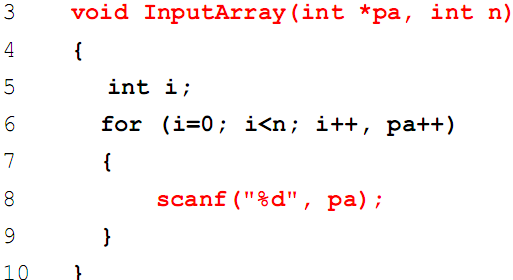 3 void InputArray(int *pa, int n)
4 {
5 int i;
6 for (i=0; i<n; i++, pa++)
7 {
8 scanf("%d", pa);
9 }
10 }